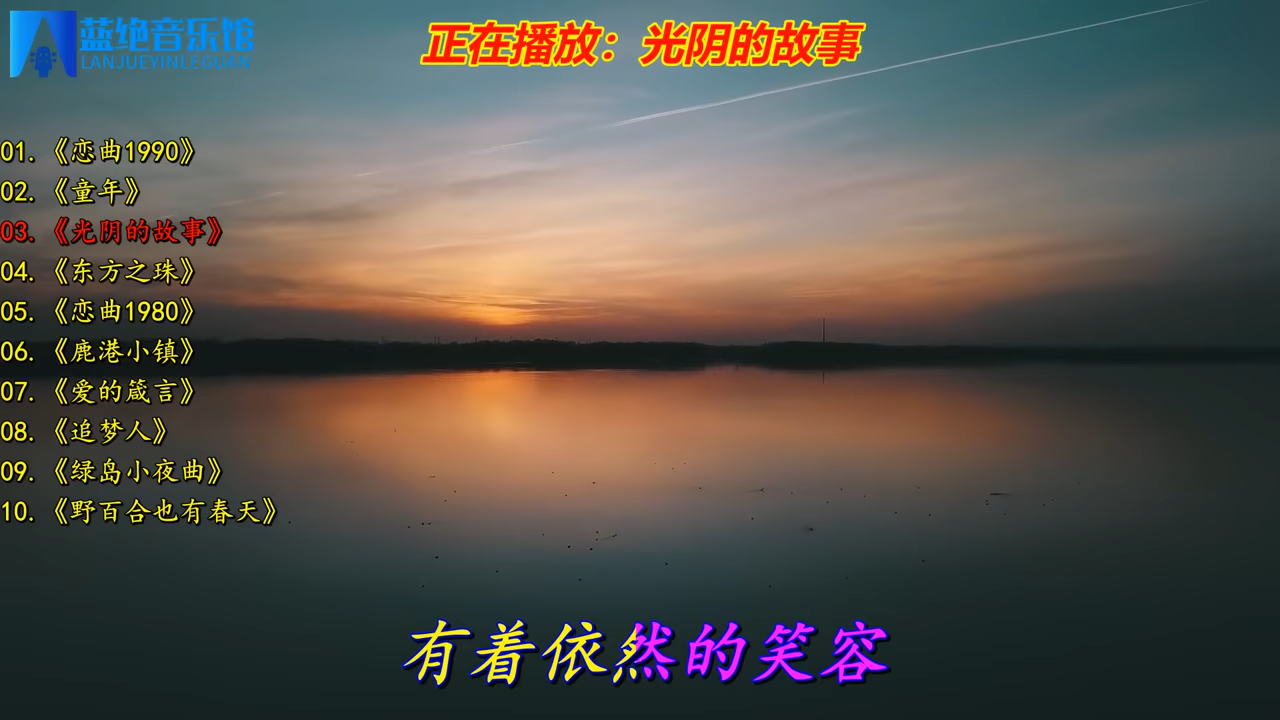 蓝绝音乐馆
LANJUEYINLEGUAN
正在播放：光阴的故事
01.《恋曲1990》
02.《童年》
03.《光阴的故事》
04.《东方之珠》
05.《恋曲1980》
06.《鹿港小镇》
07.《爱的箴言》
08.《追梦人》
09.《绿岛小夜曲》
10.《野百合也有春天》
有着依然的笑容